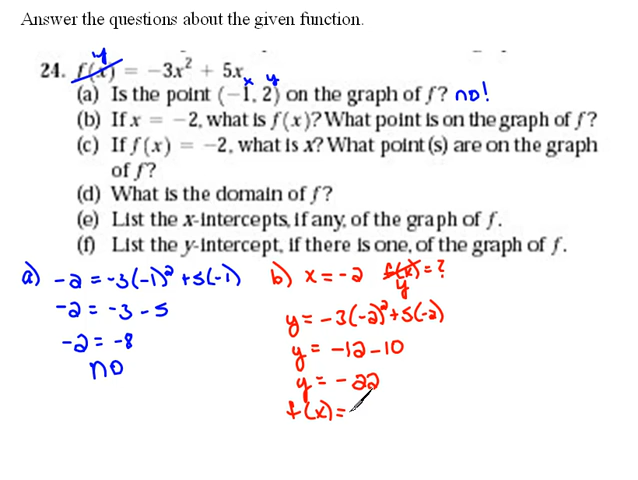 Answer the questions about the given function.
y
24. f(x) = -3x² + 5x
x y
(a) Is the point (-1, 2) on the graph of f? no!
(b) If x = -2, what is f(x)? What point is on the graph of f?
(c) If f(x) = -2, what is x? What point(s) are on the graph
of f?
(d) What is the domain of f?
(e) List the x-intercepts, if any, of the graph of f.
(f) List the y-intercept, if there is one, of the graph of f.
a) -2 = -3(-1)² + 5(-1)
-2 = -3 - 5
-2 = -8
no
b) x = -2 f(x) = ?
y
y = -3(-2)² + 5(-2)
y = -12 - 10
y = -22
f(x) =